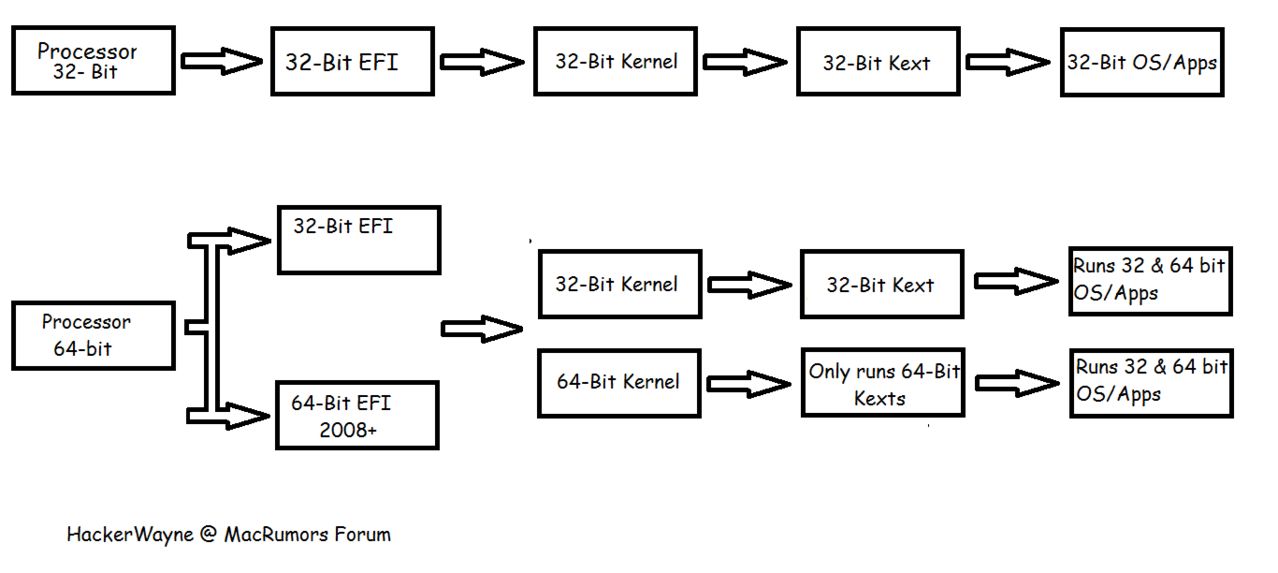 Processor
32- Bit
32-Bit EFI
32-Bit Kernel
32-Bit Kext
32-Bit OS/Apps
Processor
64-bit
32-Bit EFI
64-Bit EFI
2008+
32-Bit Kernel
32-Bit Kext
Runs 32 & 64 bit
OS/Apps
64-Bit Kernel
Only runs 64-Bit
Kexts
Runs 32 & 64 bit
OS/Apps
HackerWayne @ MacRumors Forum